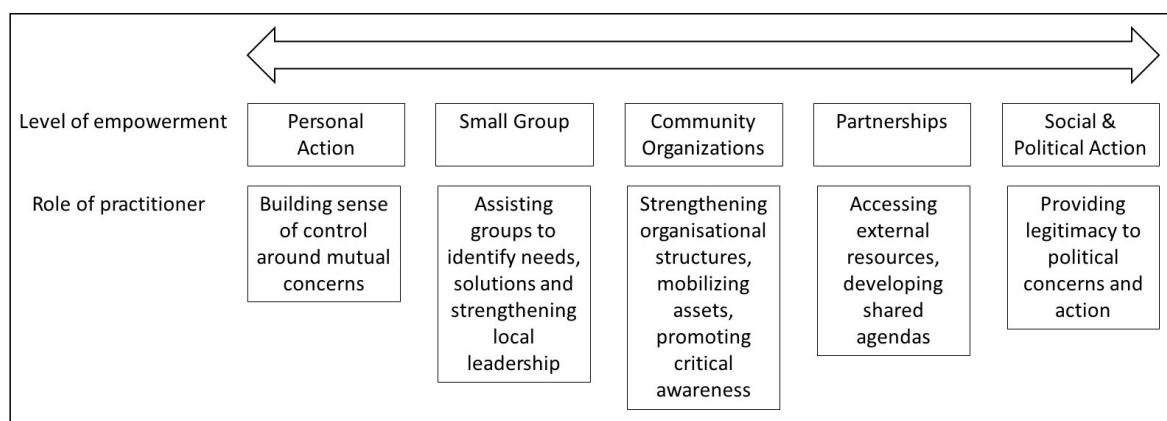 Level of empowerment
Personal
Action
Small Group
Community
Organizations
Partnerships
Social &
Political Action
Role of practitioner
Building sense
of control
around mutual
concerns
Assisting
groups to
identify needs,
solutions and
strengthening
local
leadership
Strengthening
organisational
structures,
mobilizing
assets,
promoting
critical
awareness
Accessing
external
resources,
developing
shared
agendas
Providing
legitimacy to
political
concerns and
action